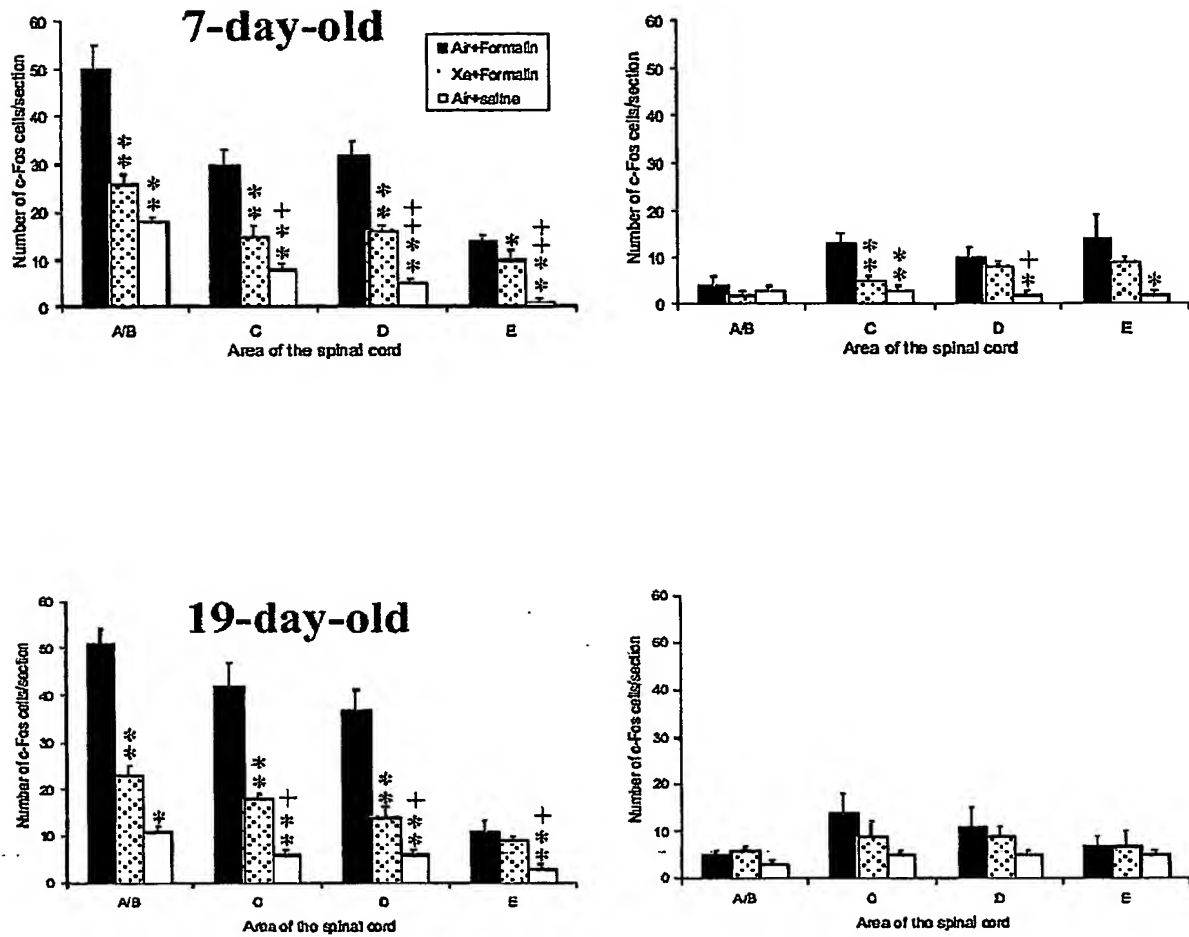 7-day-old
Air+Formalin
Xe+Formalin
Air+saline
Number of c-Fos cells/section
60
50
40
30
20
10
0
** ** ** +** ** ++** * ++**
A/B C D E
Area of the spinal cord
Number of c-Fos cells/section
60
50
40
30
20
10
0
** ** +* *
A/B C D E
Area of the spinal cord
19-day-old
Number of c-Fos cells/section
60
50
40
30
20
10
0
** * ** +** ** +** +**
A/B C D E
Area of the spinal cord
Number of c-Fos cells/section
60
50
40
30
20
10
0
A/B C D E
Area of the spinal cord